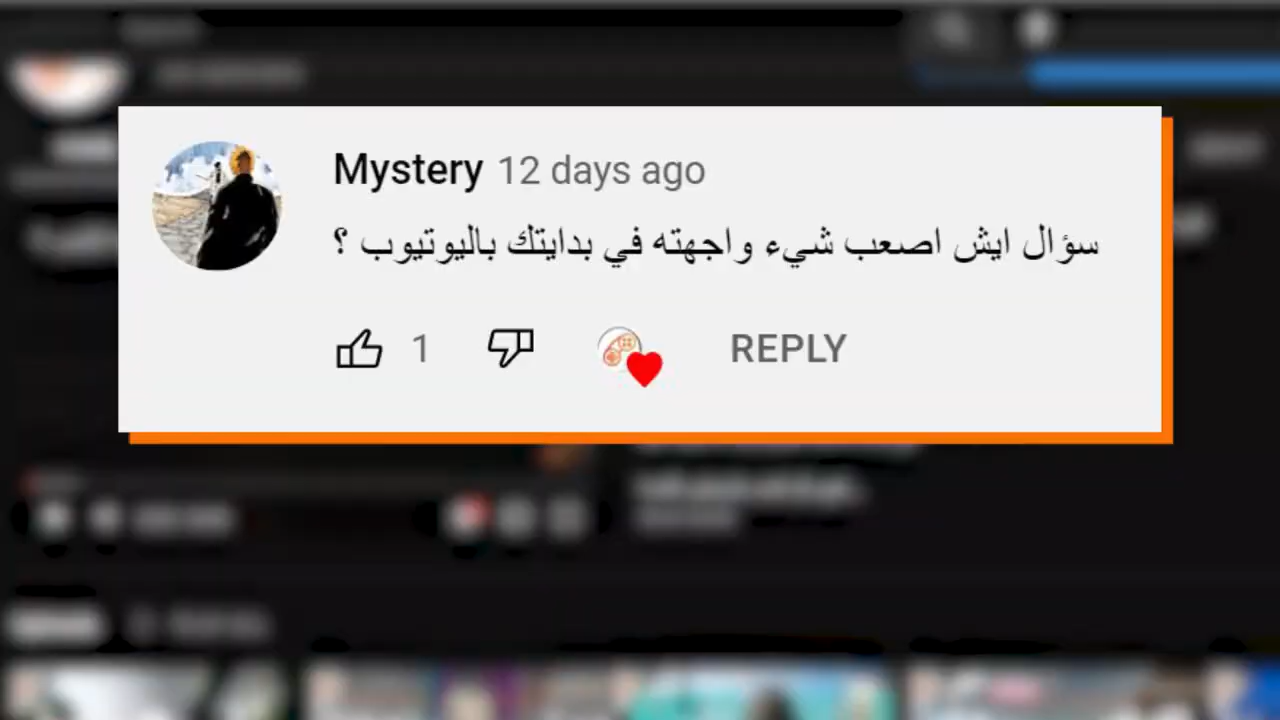 Mystery 12 days ago
سؤال ايش اصعب شيء واجهته في بدايتك باليوتيوب ؟
1 REPLY